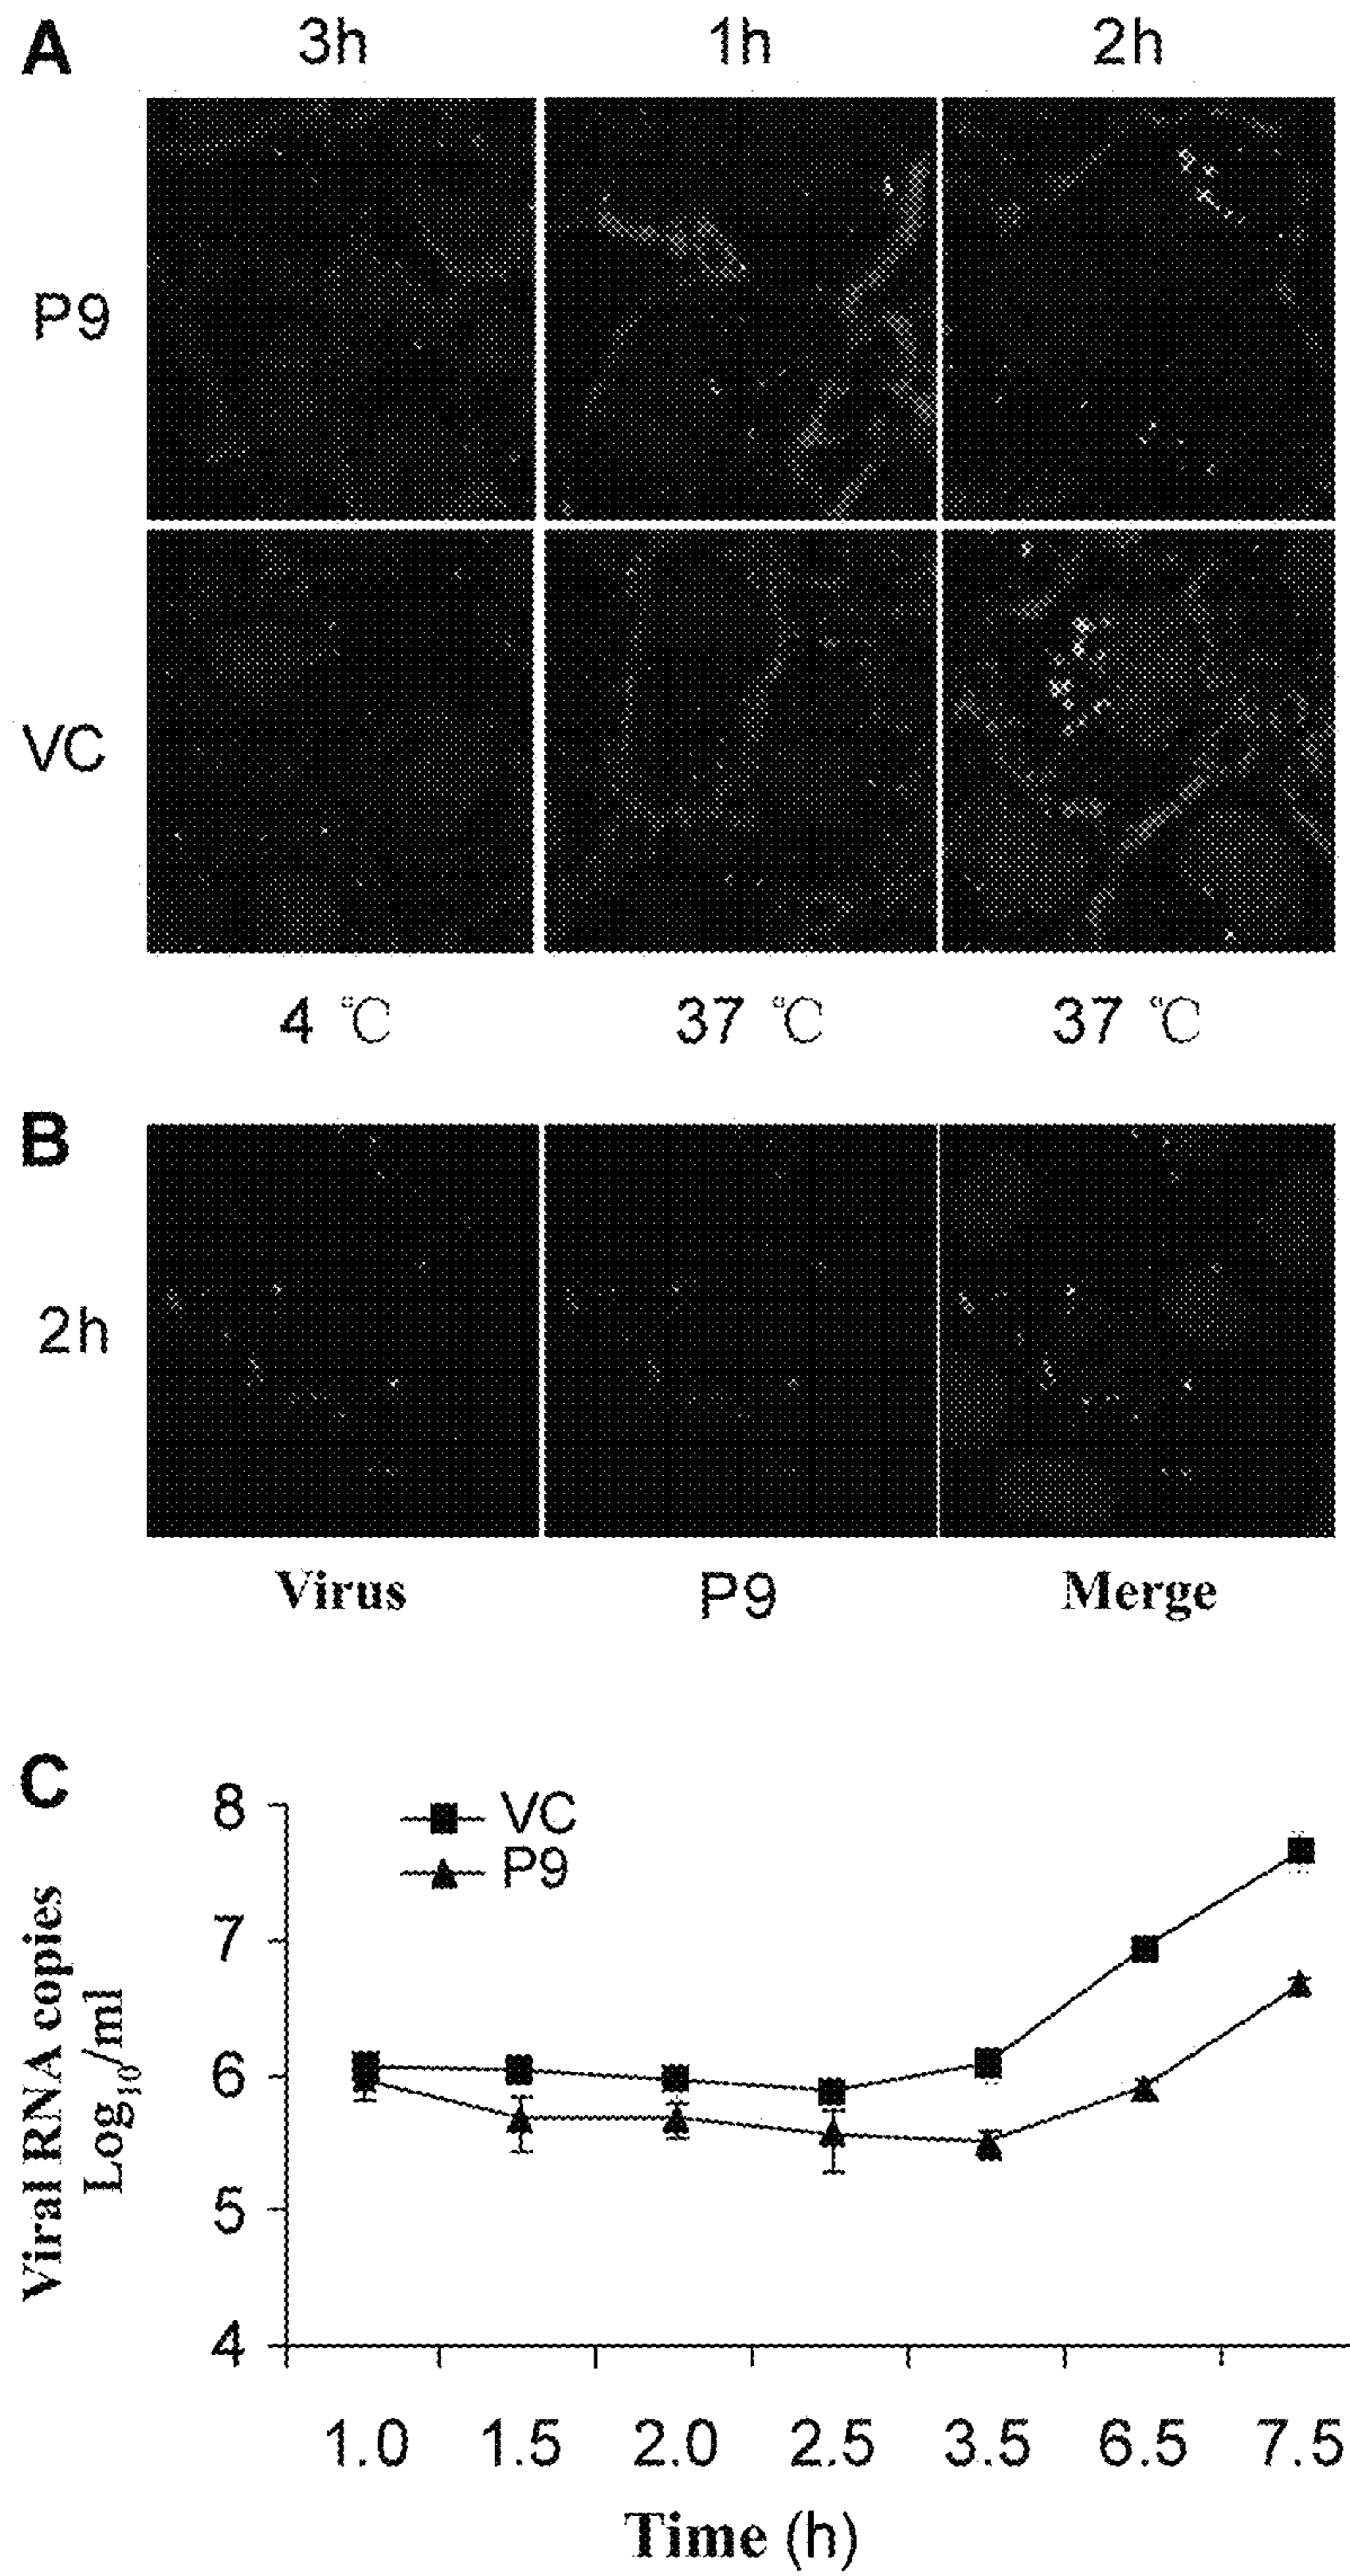 A
3h 1h 2h
P9
VC
4 ℃ 37 ℃ 37 ℃
B
2h
Virus P9 Merge
C
VC
P9
Viral RNA copies
Log₁₀/ml
8
7
6
5
4
1.0 1.5 2.0 2.5 3.5 6.5 7.5
Time (h)